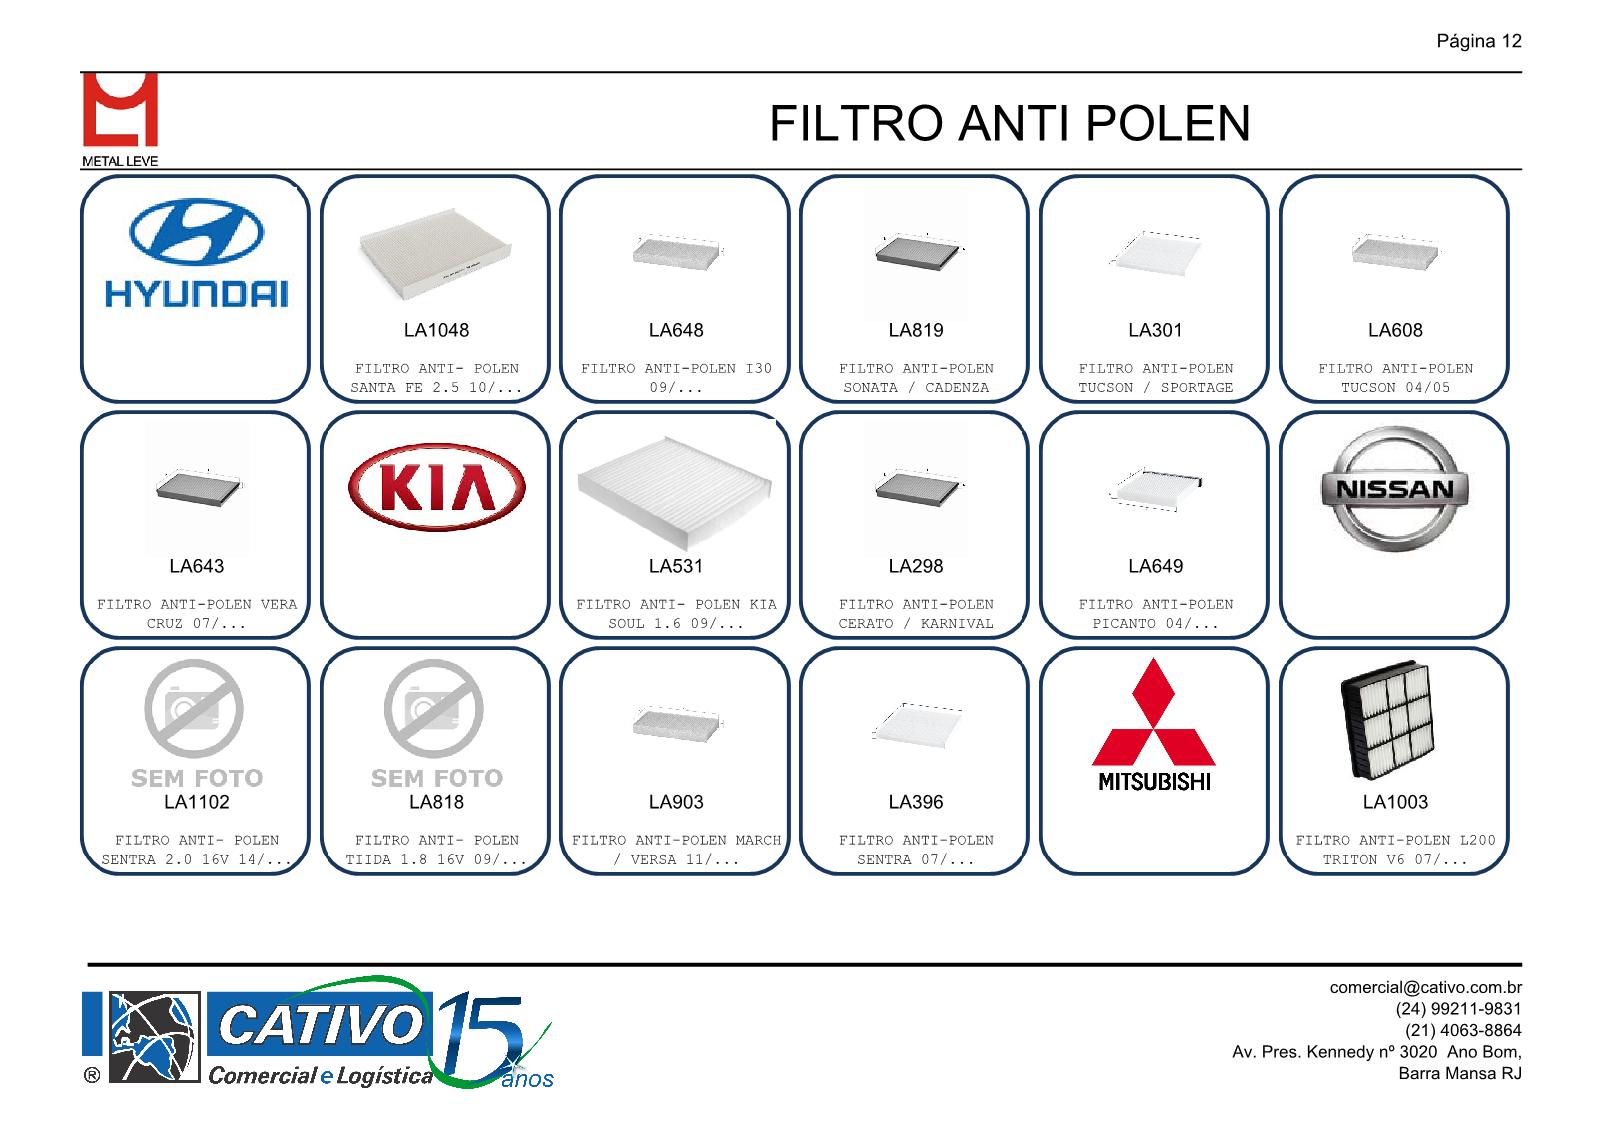 Página 12
METAL LEVE
FILTRO ANTI POLEN
HYUNDAI
LA1048
FILTRO ANTI- POLEN
SANTA FE 2.5 10/...
LA648
FILTRO ANTI-POLEN I30
09/...
LA819
FILTRO ANTI-POLEN
SONATA / CADENZA
LA301
FILTRO ANTI-POLEN
TUCSON / SPORTAGE
LA608
FILTRO ANTI-POLEN
TUCSON 04/05
LA643
FILTRO ANTI-POLEN VERA
CRUZ 07/...
KIA
LA531
FILTRO ANTI- POLEN KIA
SOUL 1.6 09/...
LA298
FILTRO ANTI-POLEN
CERATO / KARNIVAL
LA649
FILTRO ANTI-POLEN
PICANTO 04/...
NISSAN
SEM FOTO
LA1102
FILTRO ANTI- POLEN
SENTRA 2.0 16V 14/...
SEM FOTO
LA818
FILTRO ANTI- POLEN
TIIDA 1.8 16V 09/...
LA903
FILTRO ANTI-POLEN MARCH
/ VERSA 11/...
LA396
FILTRO ANTI-POLEN
SENTRA 07/...
MITSUBISHI
LA1003
FILTRO ANTI-POLEN L200
TRITON V6 07/...
CATIVO 15
® Comercial e Logística anos
comercial@cativo.com.br
(24) 99211-9831
(21) 4063-8864
Av. Pres. Kennedy nº 3020 Ano Bom,
Barra Mansa RJ